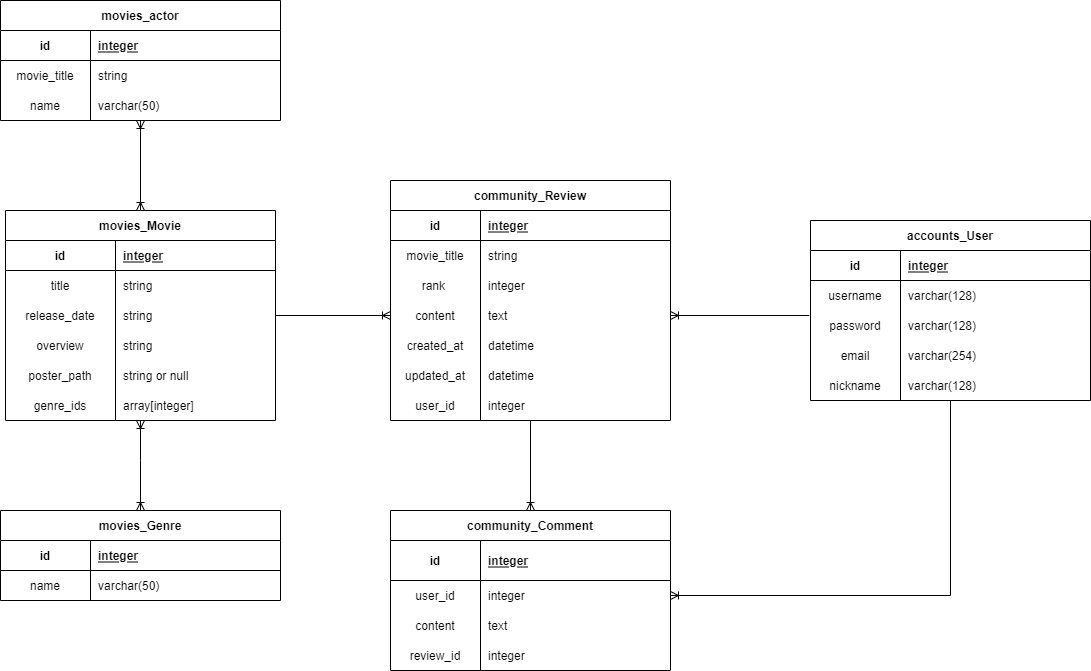 movies_actor
id integer
movie_title string
name varchar(50)
movies_Movie
id integer
title string
release_date string
overview string
poster_path string or null
genre_ids array[integer]
movies_Genre
id integer
name varchar(50)
community_Review
id integer
movie_title string
rank integer
content text
created_at datetime
updated_at datetime
user_id integer
community_Comment
id integer
user_id integer
content text
review_id integer
accounts_User
id integer
username varchar(128)
password varchar(128)
email varchar(254)
nickname varchar(128)